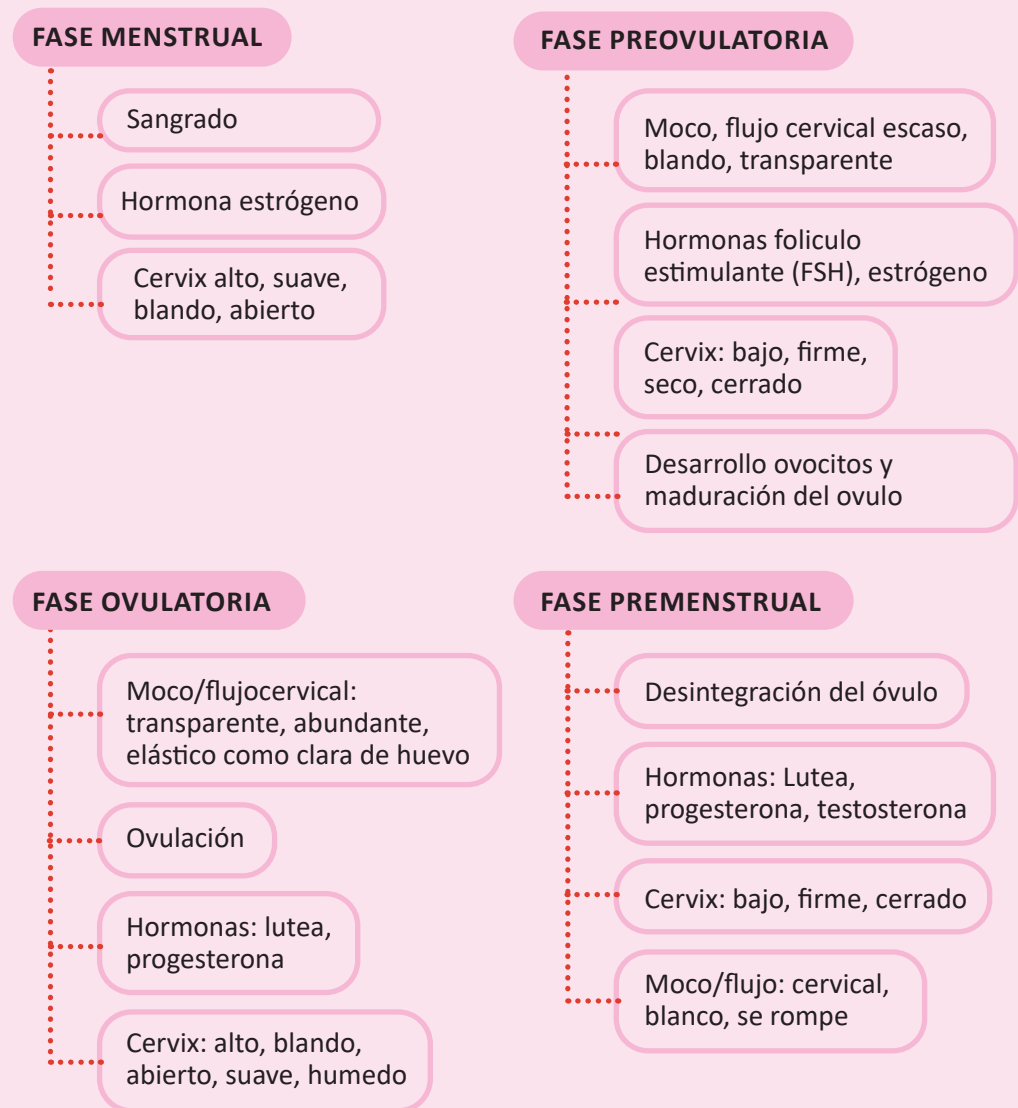 FASE MENSTRUAL
Sangrado
Hormona estrógeno
Cervix alto, suave,
blando, abierto
FASE PREOVULATORIA
Moco, flujo cervical escaso,
blando, transparente
Hormonas foliculo
estimulante (FSH), estrógeno
Cervix: bajo, firme,
seco, cerrado
Desarrollo ovocitos y
maduración del ovulo
FASE OVULATORIA
Moco/flujocervical:
transparente, abundante,
elástico como clara de huevo
Ovulación
Hormonas: lutea,
progesterona
Cervix: alto, blando,
abierto, suave, humedo
FASE PREMENSTRUAL
Desintegración del óvulo
Hormonas: Lutea,
progesterona, testosterona
Cervix: bajo, firme, cerrado
Moco/flujo: cervical,
blanco, se rompe